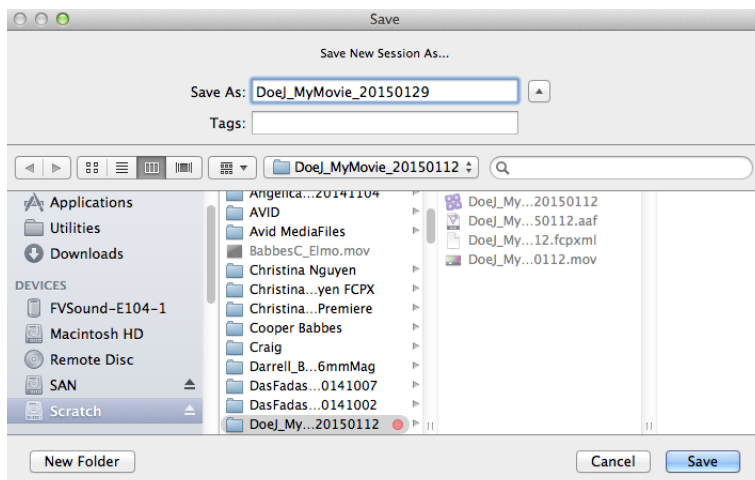 Save
Save New Session As...
Save As: DoeJ_MyMovie_20150129
Tags:
DoeJ_MyMovie_20150112
Applications
Utilities
Downloads
DEVICES
FVSound-E104-1
Macintosh HD
Remote Disc
SAN
Scratch
Angelica...20141104
AVID
Avid MediaFiles
BabbesC_Elmo.mov
Christina Nguyen
Christina...yen FCPX
Christina...Premiere
Cooper Babbes
Craig
Darrell_B...6mmMag
DasFadas...0141007
DasFadas...0141002
DoeJ_My...20150112
DoeJ_My...20150112
DoeJ_My...50112.aaf
DoeJ_My...12.fcpxml
DoeJ_My...0112.mov
New Folder
Cancel
Save